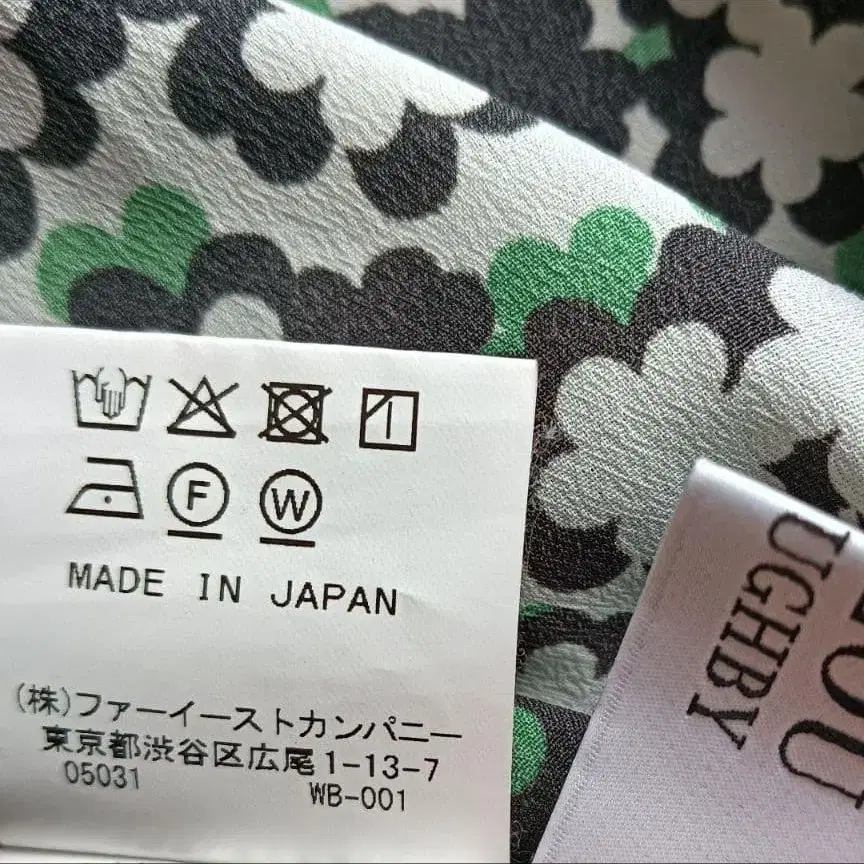 F
W
MADE IN JAPAN
(株)ファーイーストカンパニー
東京都渋谷区広尾1-13-7
05031 WB-001
UGHBY